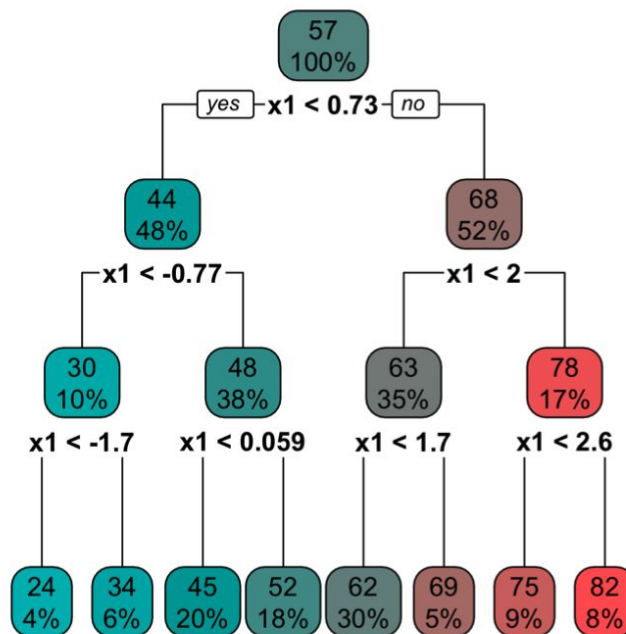 57
100%
yes x1 < 0.73 no
44 68
48% 52%
x1 < -0.77 x1 < 2
30 48 63 78
10% 38% 35% 17%
x1 < -1.7 x1 < 0.059 x1 < 1.7 x1 < 2.6
24 34 45 52 62 69 75 82
4% 6% 20% 18% 30% 5% 9% 8%